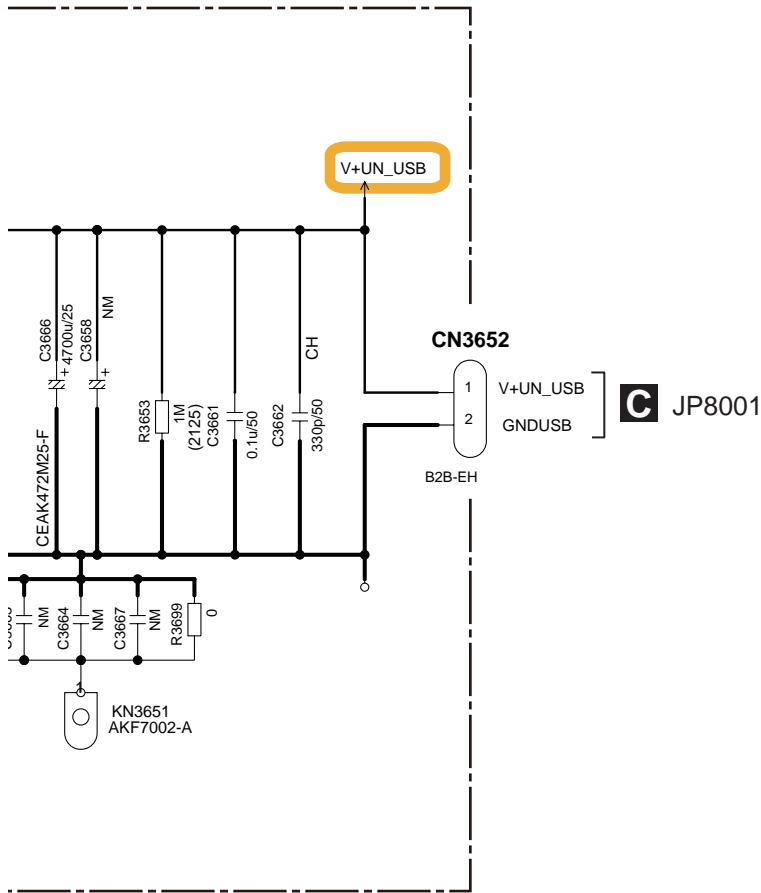 V+UN_USB
C3666
4700u/25
CEAK472M25-F
C3658
NM
R3653
1M
(2125)
C3661
0.1u/50
C3662
CH
330p/50
CN3652
1
2
V+UN_USB
GNDUSB
B2B-EH
C JP8001
NM
C3664
NM
C3667
NM
R3699
0
1
KN3651
AKF7002-A